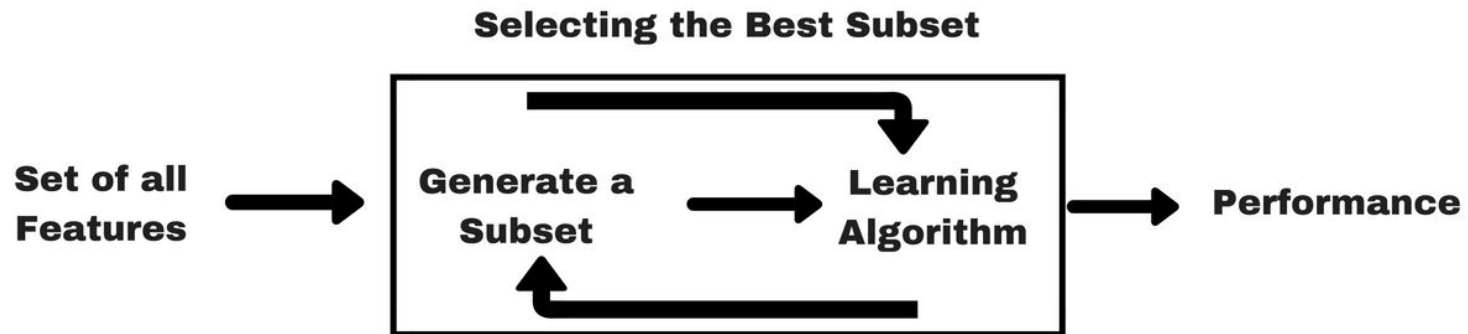 Selecting the Best Subset
Set of all
Features
Generate a
Subset
Learning
Algorithm
Performance